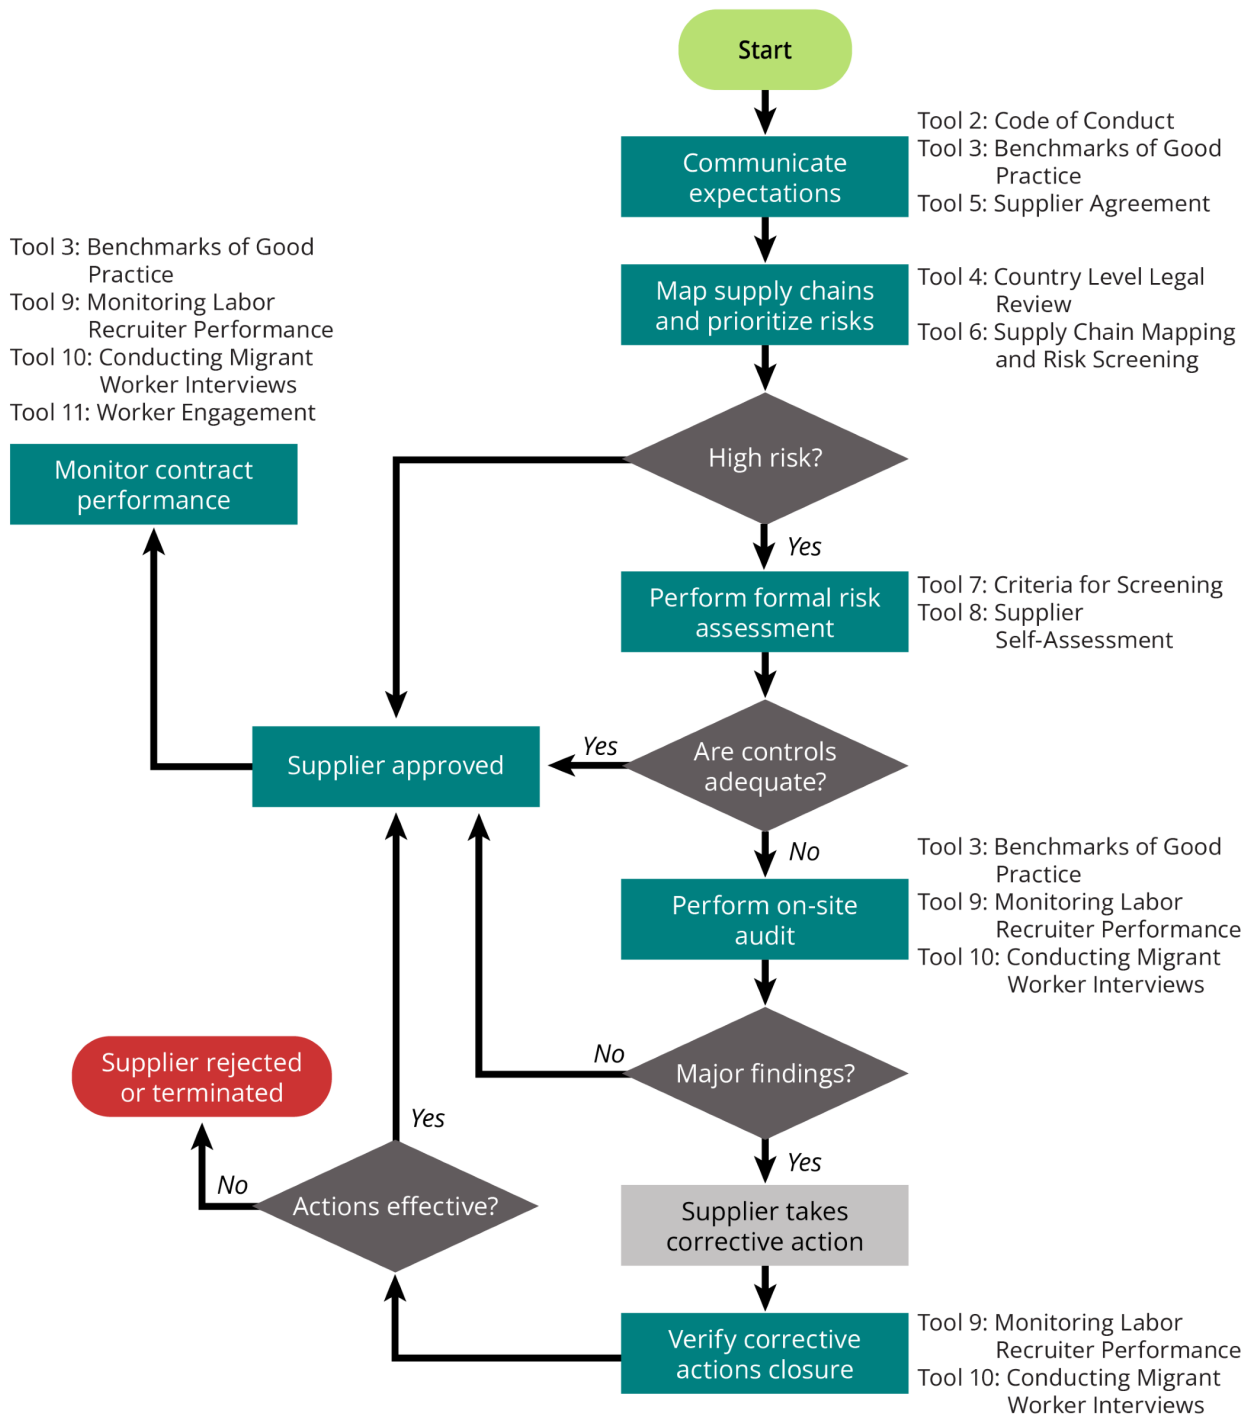 Start
Communicate
expectations
Tool 2: Code of Conduct
Tool 3: Benchmarks of Good
Practice
Tool 5: Supplier Agreement
Map supply chains
and prioritize risks
Tool 4: Country Level Legal
Review
Tool 6: Supply Chain Mapping
and Risk Screening
Tool 3: Benchmarks of Good
Practice
Tool 9: Monitoring Labor
Recruiter Performance
Tool 10: Conducting Migrant
Worker Interviews
Tool 11: Worker Engagement
Monitor contract
performance
High risk?
Yes
Perform formal risk
assessment
Tool 7: Criteria for Screening
Tool 8: Supplier
Self-Assessment
Are controls
adequate?
Yes
Supplier approved
No
Perform on-site
audit
Tool 3: Benchmarks of Good
Practice
Tool 9: Monitoring Labor
Recruiter Performance
Tool 10: Conducting Migrant
Worker Interviews
Major findings?
No
Yes
Supplier takes
corrective action
Verify corrective
actions closure
Tool 9: Monitoring Labor
Recruiter Performance
Tool 10: Conducting Migrant
Worker Interviews
Actions effective?
Yes
No
Supplier rejected
or terminated